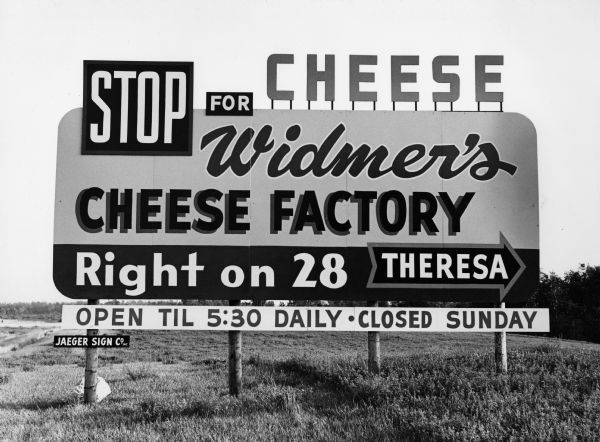 STOP FOR CHEESE
Widmer's
CHEESE FACTORY
Right on 28 THERESA
OPEN TIL 5:30 DAILY • CLOSED SUNDAY
JAEGER SIGN CO.